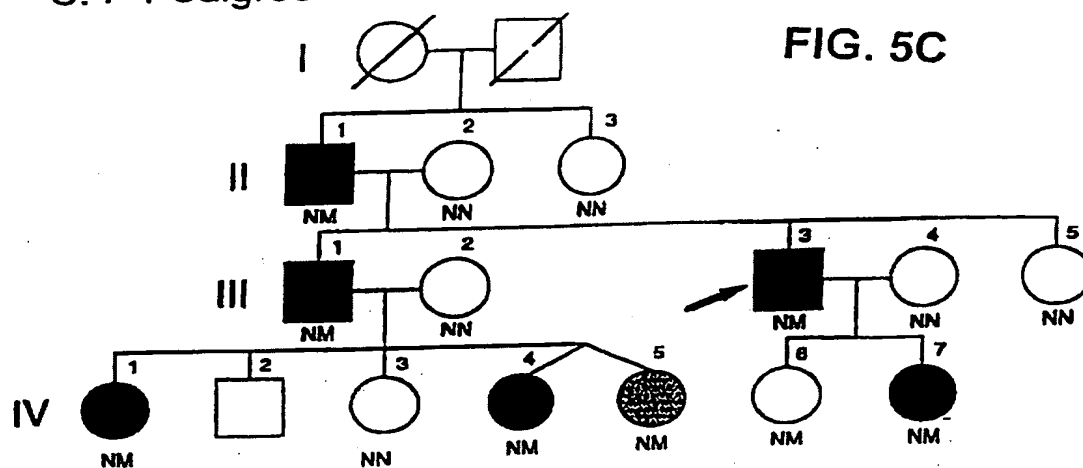 FIG. 5C
I
1 2 3
II
NM NN NN
1 2 3 4 5
III
NM NN NM NN NN
1 2 3 4 5 6 7
IV
NM NN NM NM NM NM